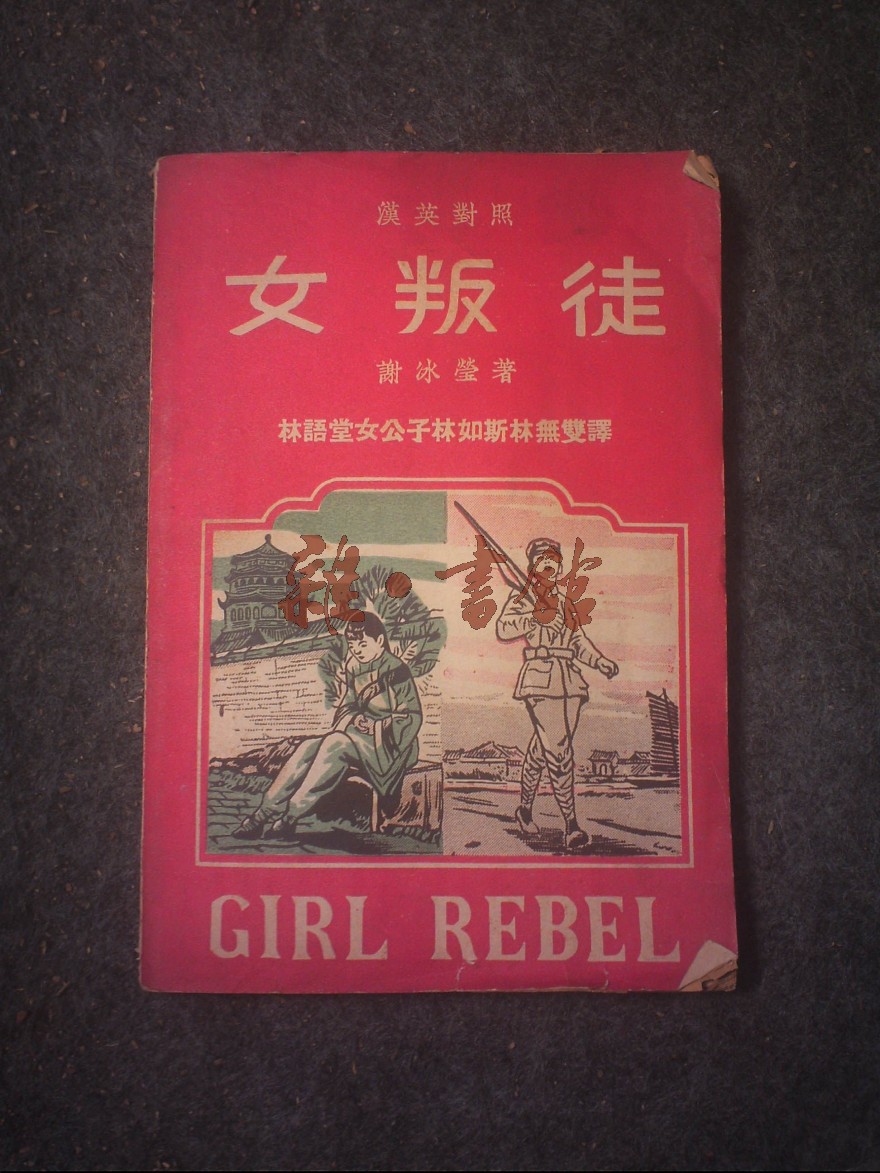 漢英對照
女叛徒
謝冰瑩著
林語堂女公子林如斯林無雙譯
雜·書館
GIRL REBEL